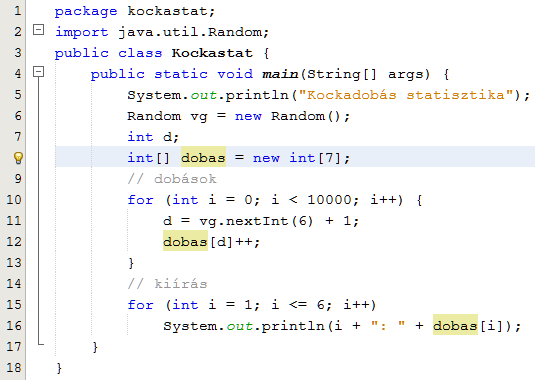 1 package kockastat;
2 import java.util.Random;
3 public class Kockastat {
4 public static void main(String[] args) {
5 System.out.println("Kockadobás statisztika");
6 Random vg = new Random();
7 int d;
int[] dobas = new int[7];
9 // dobások
10 for (int i = 0; i < 10000; i++) {
11 d = vg.nextInt(6) + 1;
12 dobas[d]++;
13 }
14 // kiírás
15 for (int i = 1; i <= 6; i++)
16 System.out.println(i + ": " + dobas[i]);
17 }
18 }